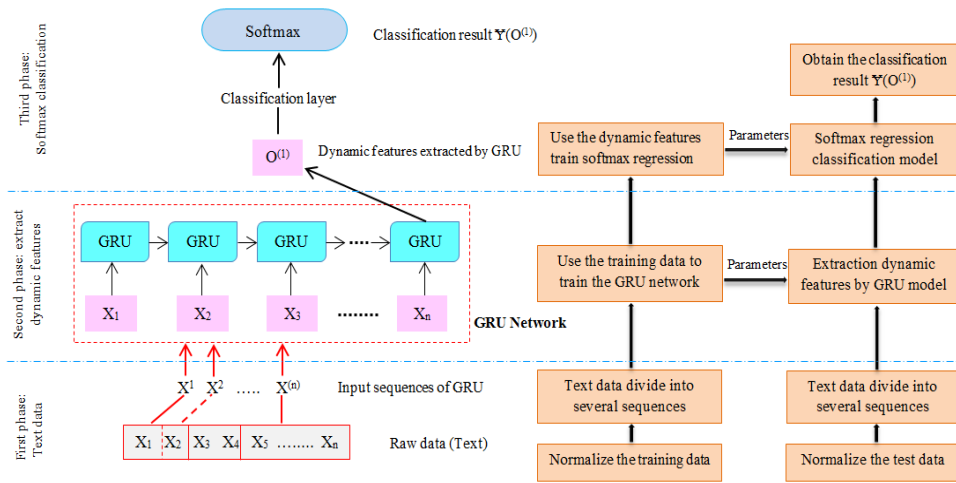 Third phase:
Softmax classification
Softmax
Classification result Ɏ(O⁽¹⁾)
Classification layer
O⁽¹⁾
Dynamic features extracted by GRU
Obtain the classification
result Ɏ(O⁽¹⁾)
Use the dynamic features
train softmax regression
Parameters
Softmax regression
classification model
Second phase: extract
dynamic features
GRU
GRU
GRU
....
GRU
X₁
X₂
X₃
........
Xₙ
GRU Network
Use the training data to
train the GRU network
Parameters
Extraction dynamic
features by GRU model
First phase:
Text data
X¹ X² ..... X⁽ⁿ⁾
Input sequences of GRU
X₁ X₂ X₃ X₄ X₅ ........ Xₙ
Raw data (Text)
Text data divide into
several sequences
Text data divide into
several sequences
Normalize the training data
Normalize the test data